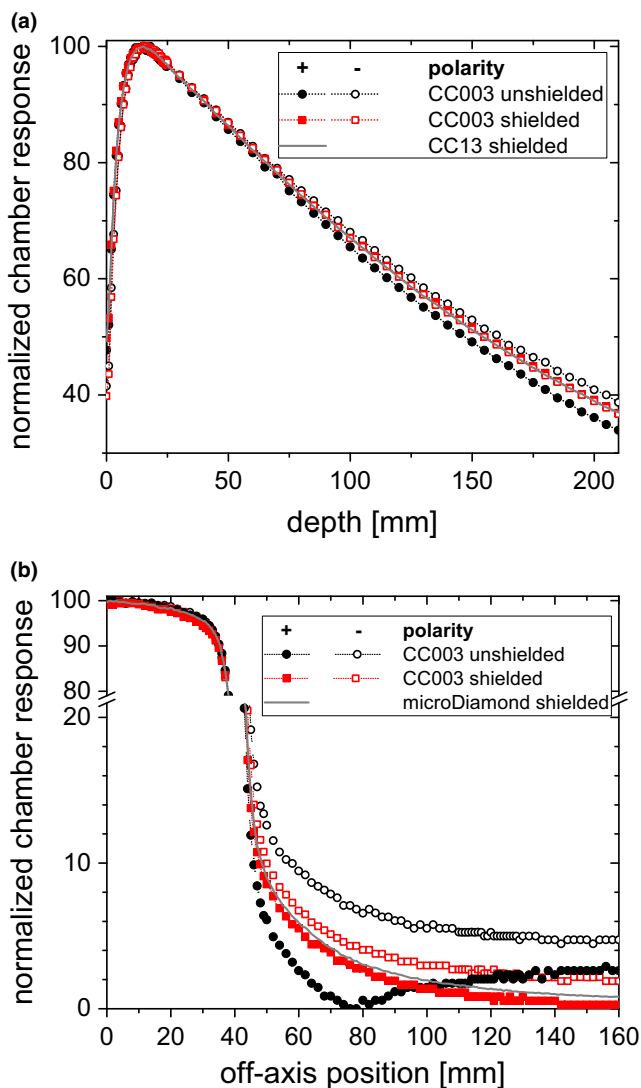 (a)
100
80
60
40
normalized chamber response
+ - polarity
CC003 unshielded
CC003 shielded
CC13 shielded
0 50 100 150 200
depth [mm]
(b)
100
90
80
20
10
0
normalized chamber response
+ - polarity
CC003 unshielded
CC003 shielded
microDiamond shielded
0 20 40 60 80 100 120 140 160
off-axis position [mm]